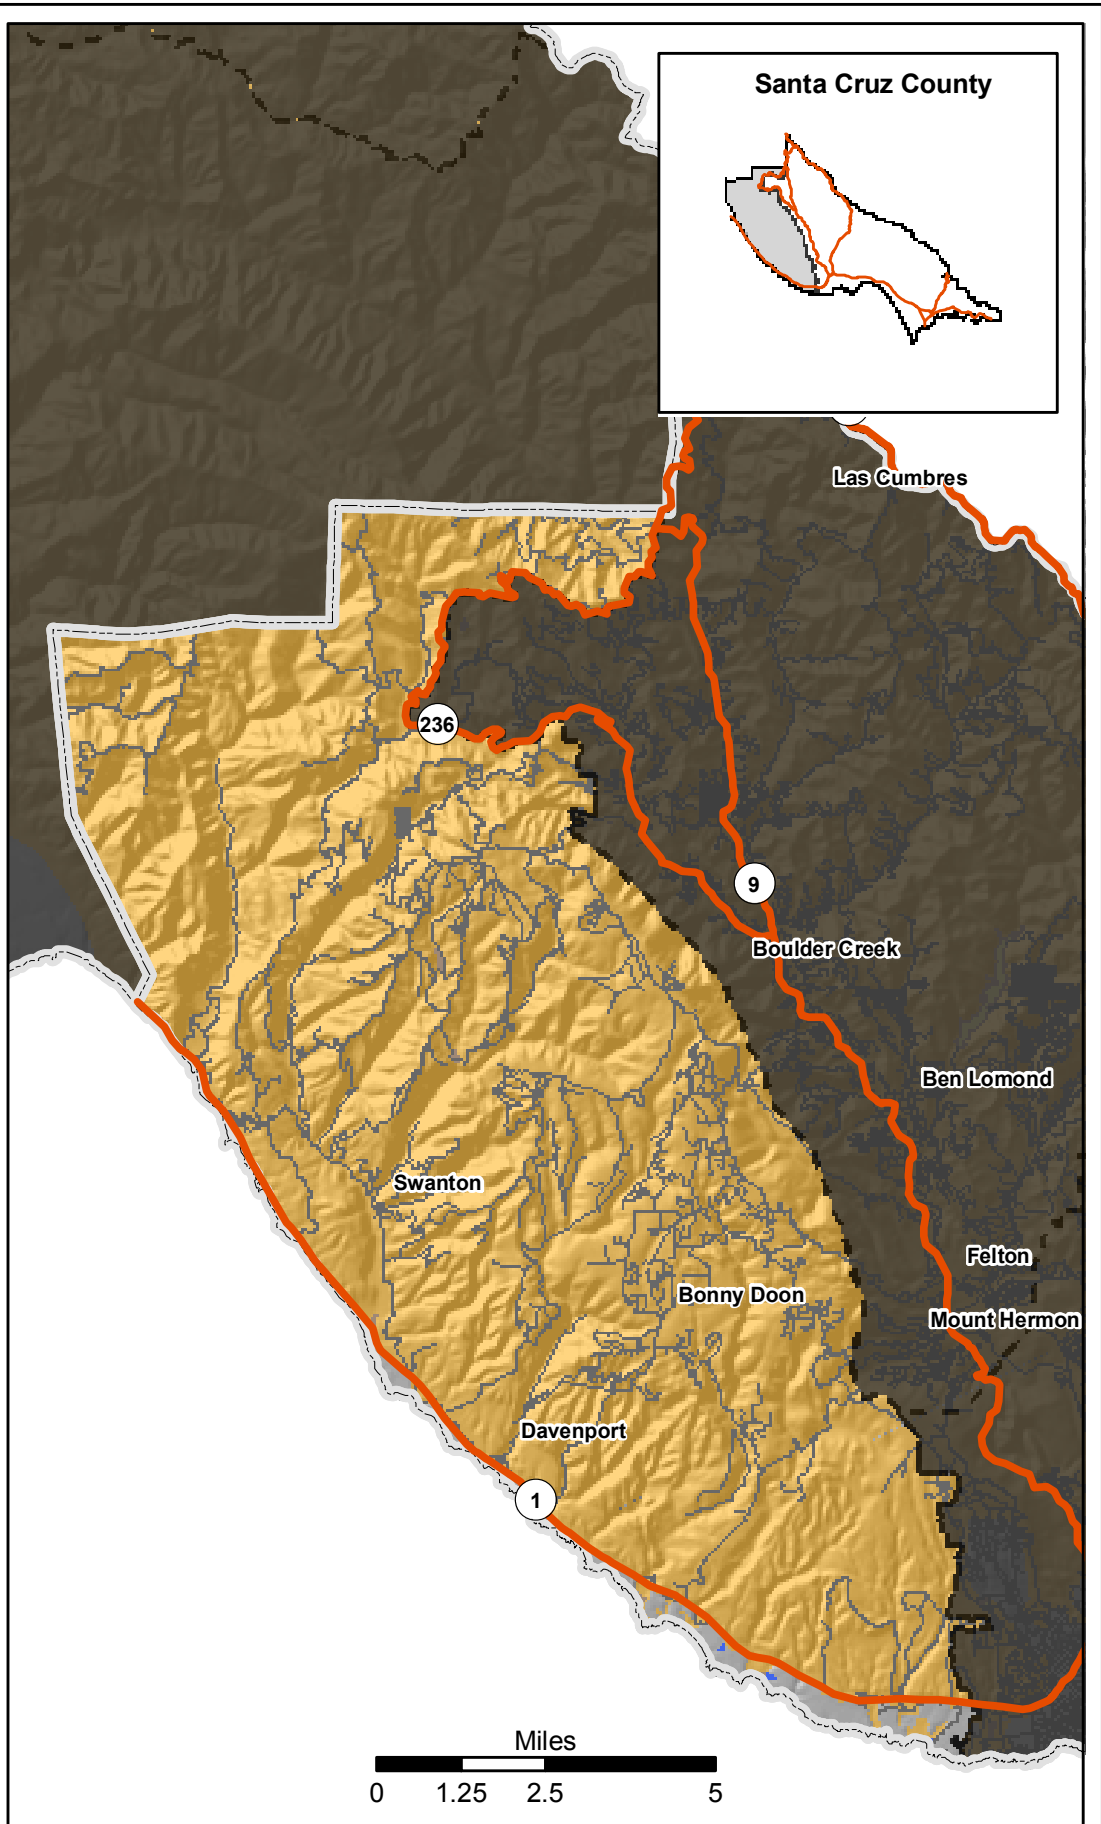 Santa Cruz County
Las Cumbres
236
9
Boulder Creek
Ben Lomond
Swanton
Felton
Bonny Doon
Mount Hermon
Davenport
1
Miles
0 1.25 2.5 5